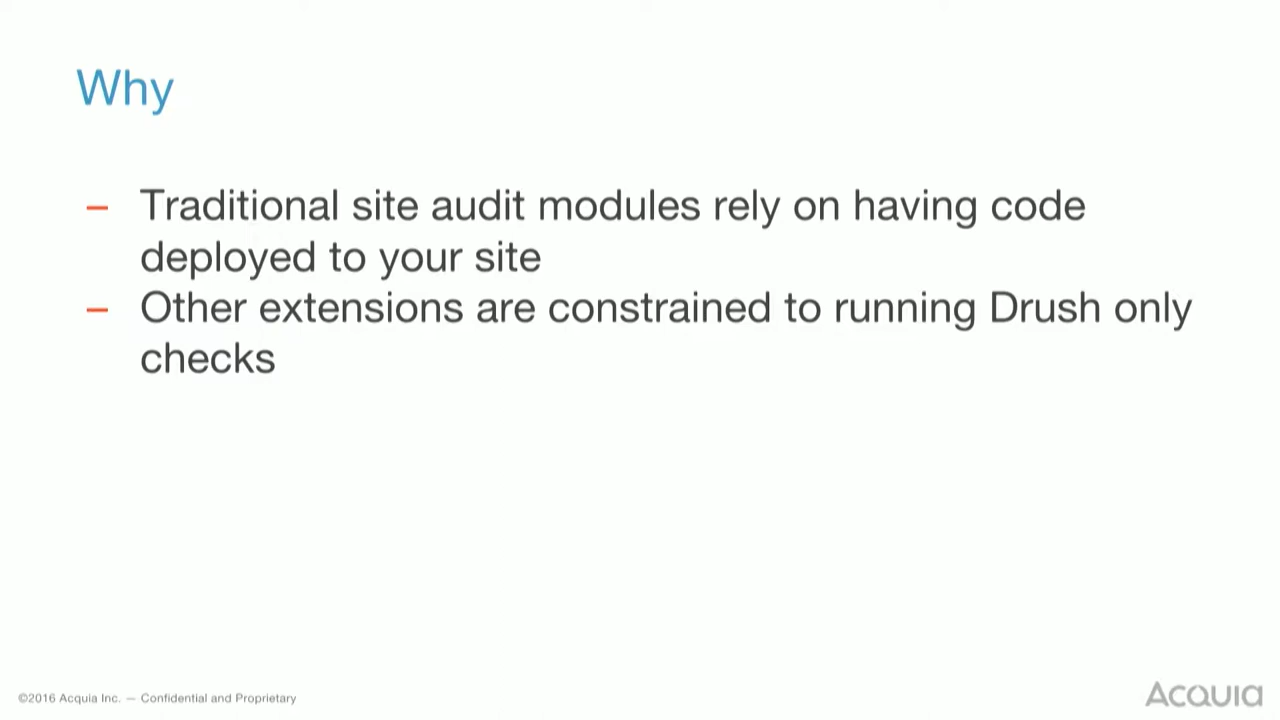 Why
– Traditional site audit modules rely on having code
deployed to your site
– Other extensions are constrained to running Drush only
checks
©2016 Acquia Inc. — Confidential and Proprietary
Acquia